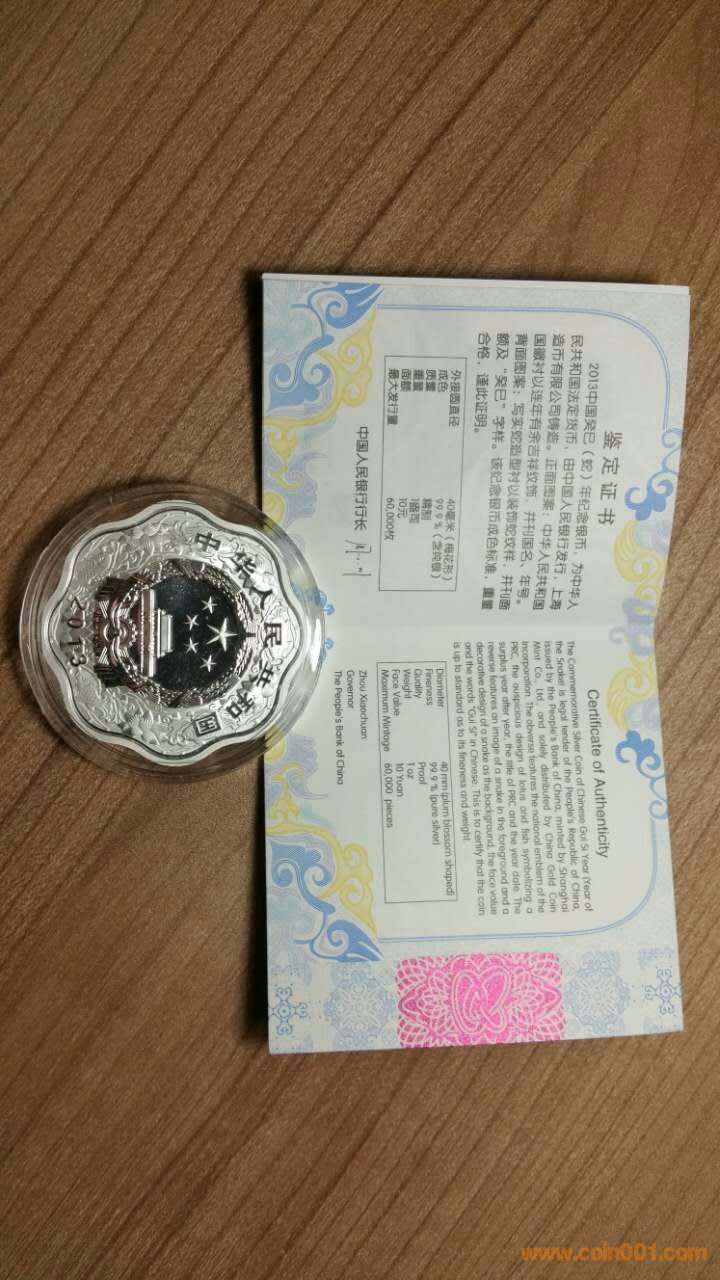 鉴定证书
2013中国癸巳（蛇）年纪念银币，为中华人
民共和国法定货币，由中国人民银行发行，上海
造币有限公司铸造。正面图案：中华人民共和国
国徽衬以连年有余吉祥纹饰，并刊国名、年号。
背面图案：写实蛇造型衬以装饰蛇纹样，并刊面
额及“癸巳”字样。该纪念银币成色标准，重量
合格，谨此证明。
外接圆直径 40毫米（梅花形）
成色 99.9％（含纯银）
质量 精制
重量 1盎司
面额 10元
最大发行量 60,000枚
中国人民银行行长
Certificate of Authenticity
The Commemorative Silver Coin of Chinese Gui Si Year (Year of
the Snake) is legal tender of the People's Republic of China,
issued by the People's Bank of China, minted by Shanghai
Mint Co., Ltd., and solely distributed by China Gold Coin
Incorporation. The obverse features the national emblem of the
PRC, the auspicious design of lotus and fish symbolizing a
surplus year after year, the title of PRC and the year date. The
reverse features an image of a snake in the foreground and a
decorative design of a snake as the background, the face value
and the words "Gui Si" in Chinese. This is to certify that the coin
is up to standard as to its fineness and weight.
Diameter 40 mm (plum blossom shaped)
Fineness 99.9 % (pure silver)
Quality Proof
Weight 1 oz
Face Value 10 Yuan
Maximum Mintage 60,000 pieces
Zhou Xiaochuan
Governor
The People's Bank of China
中华人民共和国
2013
www.coin001.com